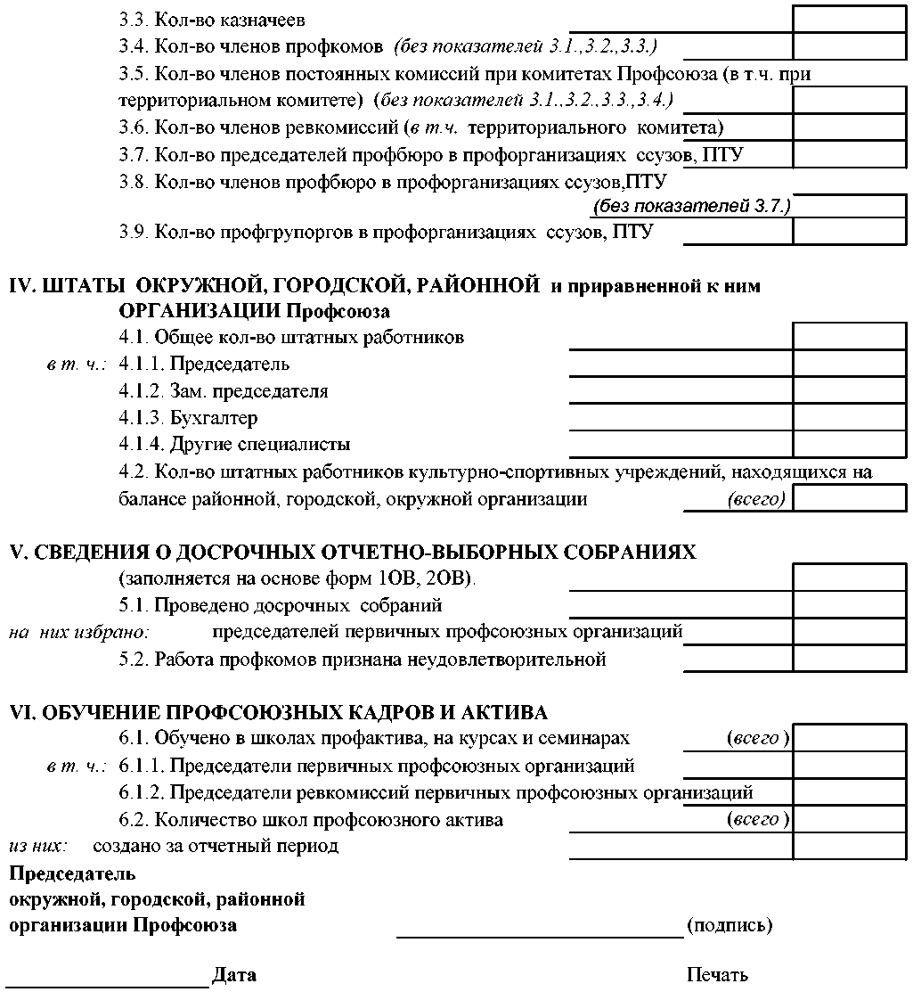 3.3. Кол-во казначеев
3.4. Кол-во членов профкомов (без показателей 3.1.,3.2.,3.3.)
3.5. Кол-во членов постоянных комиссий при комитетах Профсоюза (в т.ч. при
территориальном комитете) (без показателей 3.1.,3.2.,3.3.,3.4.)
3.6. Кол-во членов ревкомиссий (в т.ч. территориального комитета)
3.7. Кол-во председателей профбюро в профорганизациях ссузов, ПТУ
3.8. Кол-во членов профбюро в профорганизациях ссузов,ПТУ
(без показателей 3.7.)
3.9. Кол-во профгрупоргов в профорганизациях ссузов, ПТУ
IV. ШТАТЫ ОКРУЖНОЙ, ГОРОДСКОЙ, РАЙОННОЙ и приравненной к ним
ОРГАНИЗАЦИИ Профсоюза
4.1. Общее кол-во штатных работников
в т. ч.: 4.1.1. Председатель
4.1.2. Зам. председателя
4.1.3. Бухгалтер
4.1.4. Другие специалисты
4.2. Кол-во штатных работников культурно-спортивных учреждений, находящихся на
балансе районной, городской, окружной организации (всего)
V. СВЕДЕНИЯ О ДОСРОЧНЫХ ОТЧЕТНО-ВЫБОРНЫХ СОБРАНИЯХ
(заполняется на основе форм 1ОВ, 2ОВ).
5.1. Проведено досрочных собраний
на них избрано: председателей первичных профсоюзных организаций
5.2. Работа профкомов признана неудовлетворительной
VI. ОБУЧЕНИЕ ПРОФСОЮЗНЫХ КАДРОВ И АКТИВА
6.1. Обучено в школах профактива, на курсах и семинарах (всего )
в т. ч.: 6.1.1. Председатели первичных профсоюзных организаций
6.1.2. Председатели ревкомиссий первичных профсоюзных организаций
6.2. Количество школ профсоюзного актива (всего )
из них: создано за отчетный период
Председатель
окружной, городской, районной
организации Профсоюза (подпись)
Дата Печать